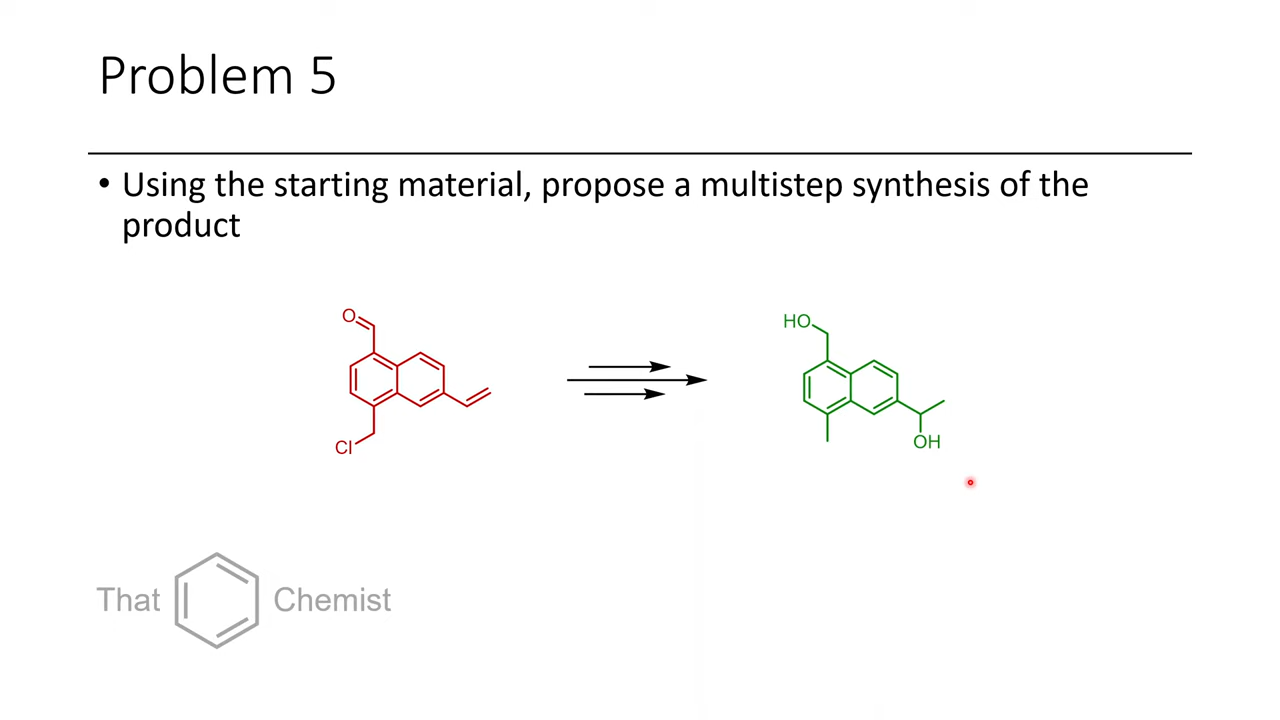 Problem 5
• Using the starting material, propose a multistep synthesis of the
product
O
HO
Cl
OH
That Chemist